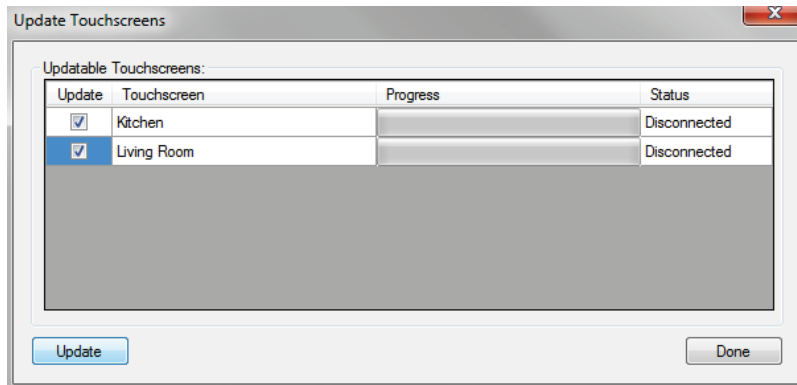 Update Touchscreens
Updatable Touchscreens:
Update Touchscreen Progress Status
Kitchen Disconnected
Living Room Disconnected
Update Done